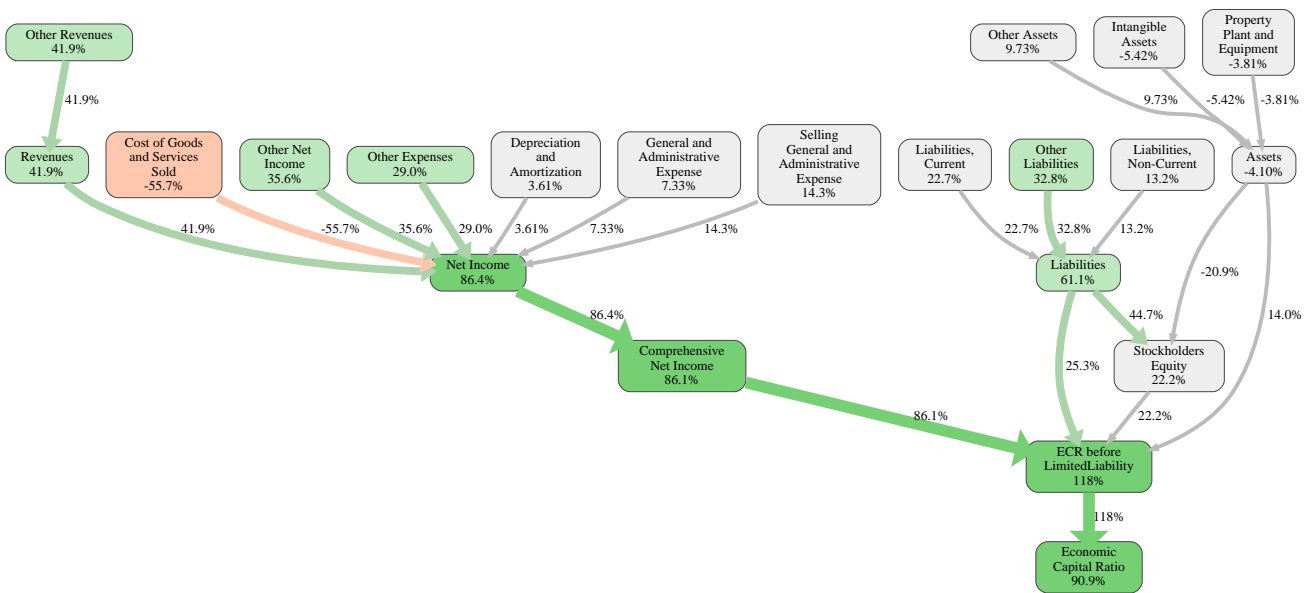 Other Revenues
41.9%
Other Assets
9.73%
Intangible
Assets
-5.42%
Property
Plant and
Equipment
-3.81%
41.9%
9.73%
-5.42%
-3.81%
Revenues
41.9%
Cost of Goods
and Services
Sold
-55.7%
Other Net
Income
35.6%
Other Expenses
29.0%
Depreciation
and
Amortization
3.61%
General and
Administrative
Expense
7.33%
Selling
General and
Administrative
Expense
14.3%
Liabilities,
Current
22.7%
Other
Liabilities
32.8%
Liabilities,
Non-Current
13.2%
Assets
-4.10%
41.9%
-55.7%
35.6%
29.0%
3.61%
7.33%
14.3%
22.7%
32.8%
13.2%
Net Income
86.4%
Liabilities
61.1%
-20.9%
86.4%
44.7%
14.0%
Comprehensive
Net Income
86.1%
25.3%
Stockholders
Equity
22.2%
86.1%
22.2%
ECR before
LimitedLiability
118%
118%
Economic
Capital Ratio
90.9%